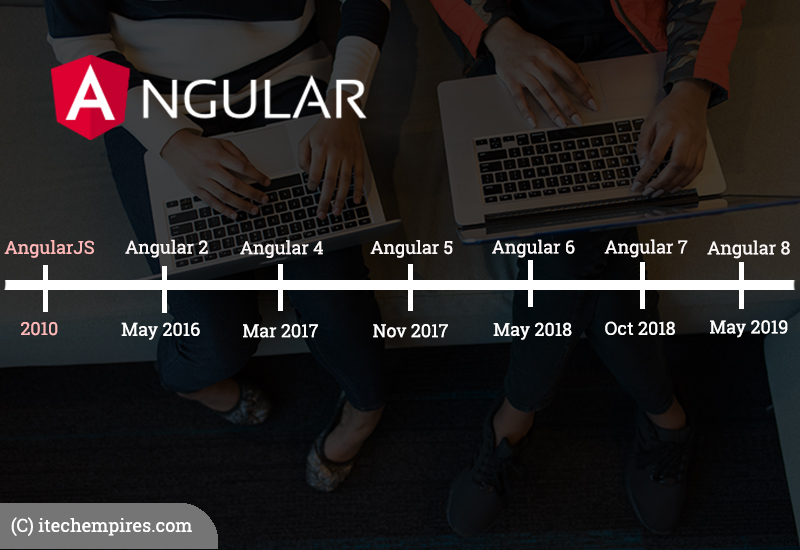 ANGULAR
AngularJS Angular 2 Angular 4 Angular 5 Angular 6 Angular 7 Angular 8
2010 May 2016 Mar 2017 Nov 2017 May 2018 Oct 2018 May 2019
(C) itechempires.com